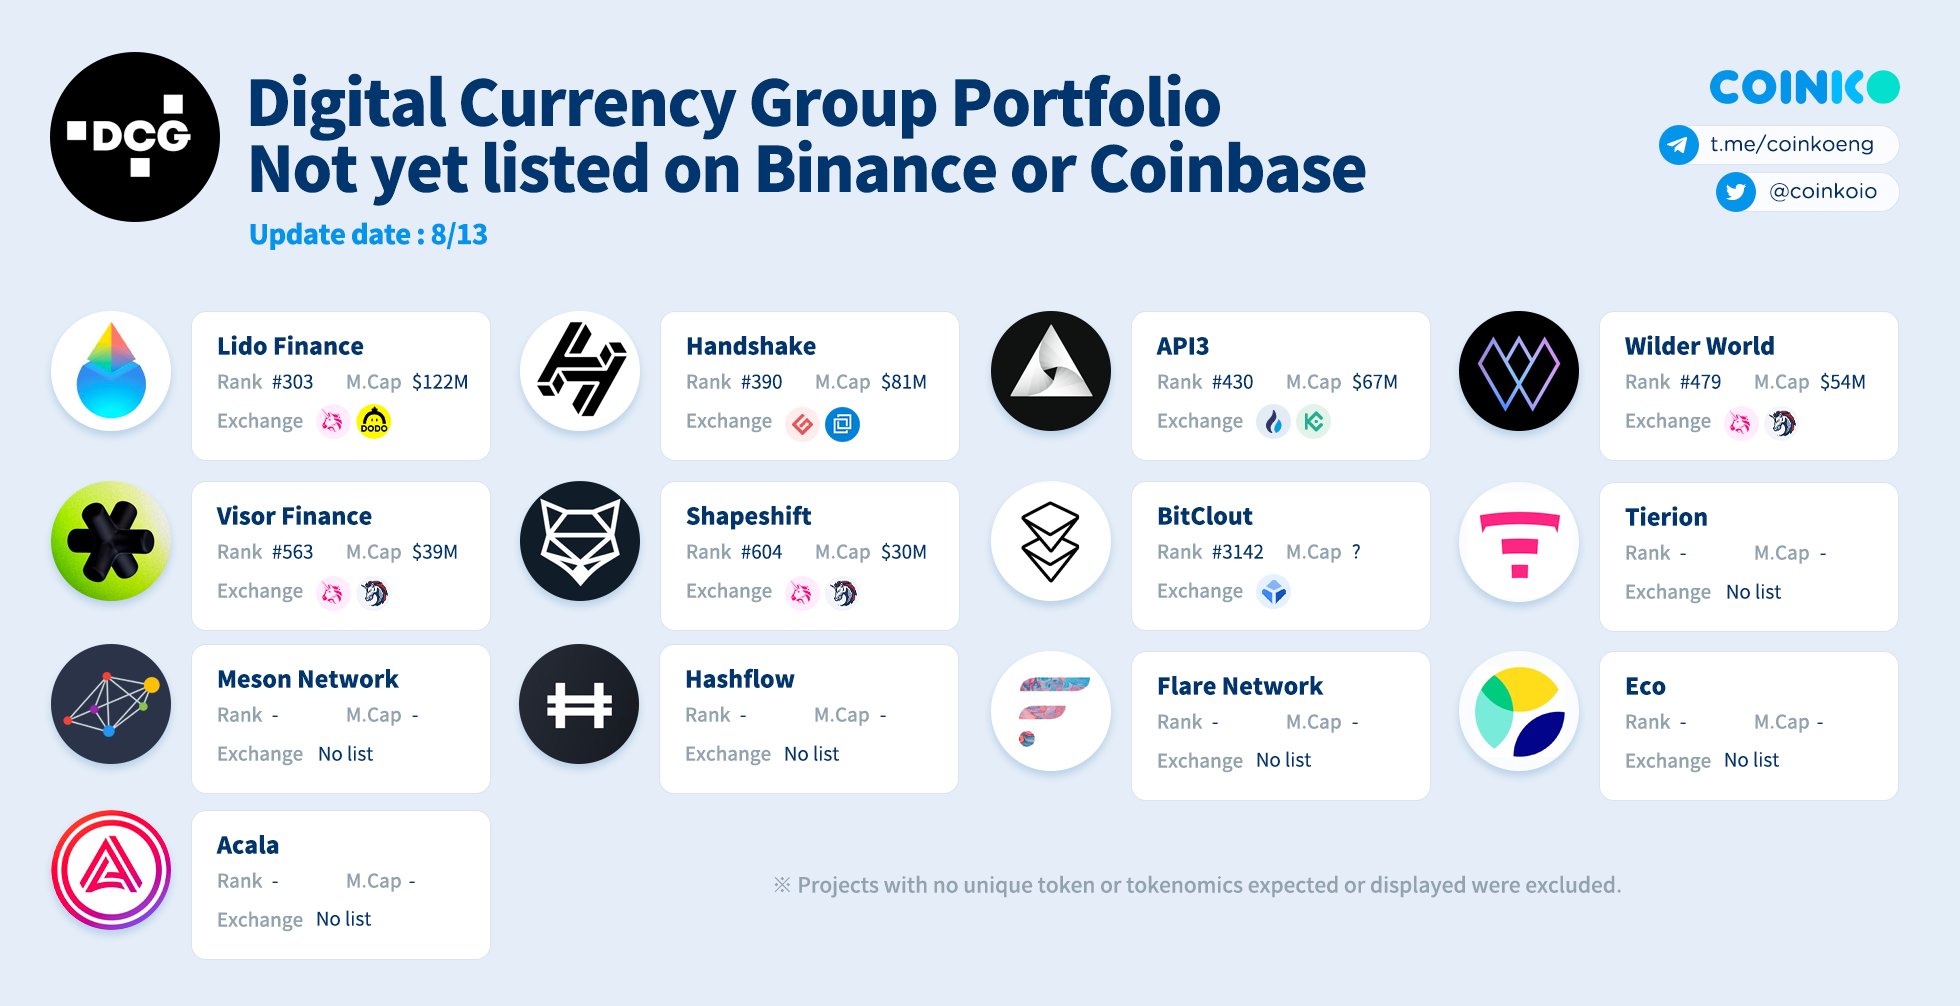 DCG
Digital Currency Group Portfolio
Not yet listed on Binance or Coinbase
Update date : 8/13
COINKO
t.me/coinkoeng
@coinkoio
Lido Finance
Rank #303 M.Cap $122M
Exchange DODO
Handshake
Rank #390 M.Cap $81M
Exchange
API3
Rank #430 M.Cap $67M
Exchange
Wilder World
Rank #479 M.Cap $54M
Exchange
Visor Finance
Rank #563 M.Cap $39M
Exchange
Shapeshift
Rank #604 M.Cap $30M
Exchange
BitClout
Rank #3142 M.Cap ?
Exchange
Tierion
Rank - M.Cap -
Exchange No list
Meson Network
Rank - M.Cap -
Exchange No list
Hashflow
Rank - M.Cap -
Exchange No list
Flare Network
Rank - M.Cap -
Exchange No list
Eco
Rank - M.Cap -
Exchange No list
Acala
Rank - M.Cap -
Exchange No list
※ Projects with no unique token or tokenomics expected or displayed were excluded.